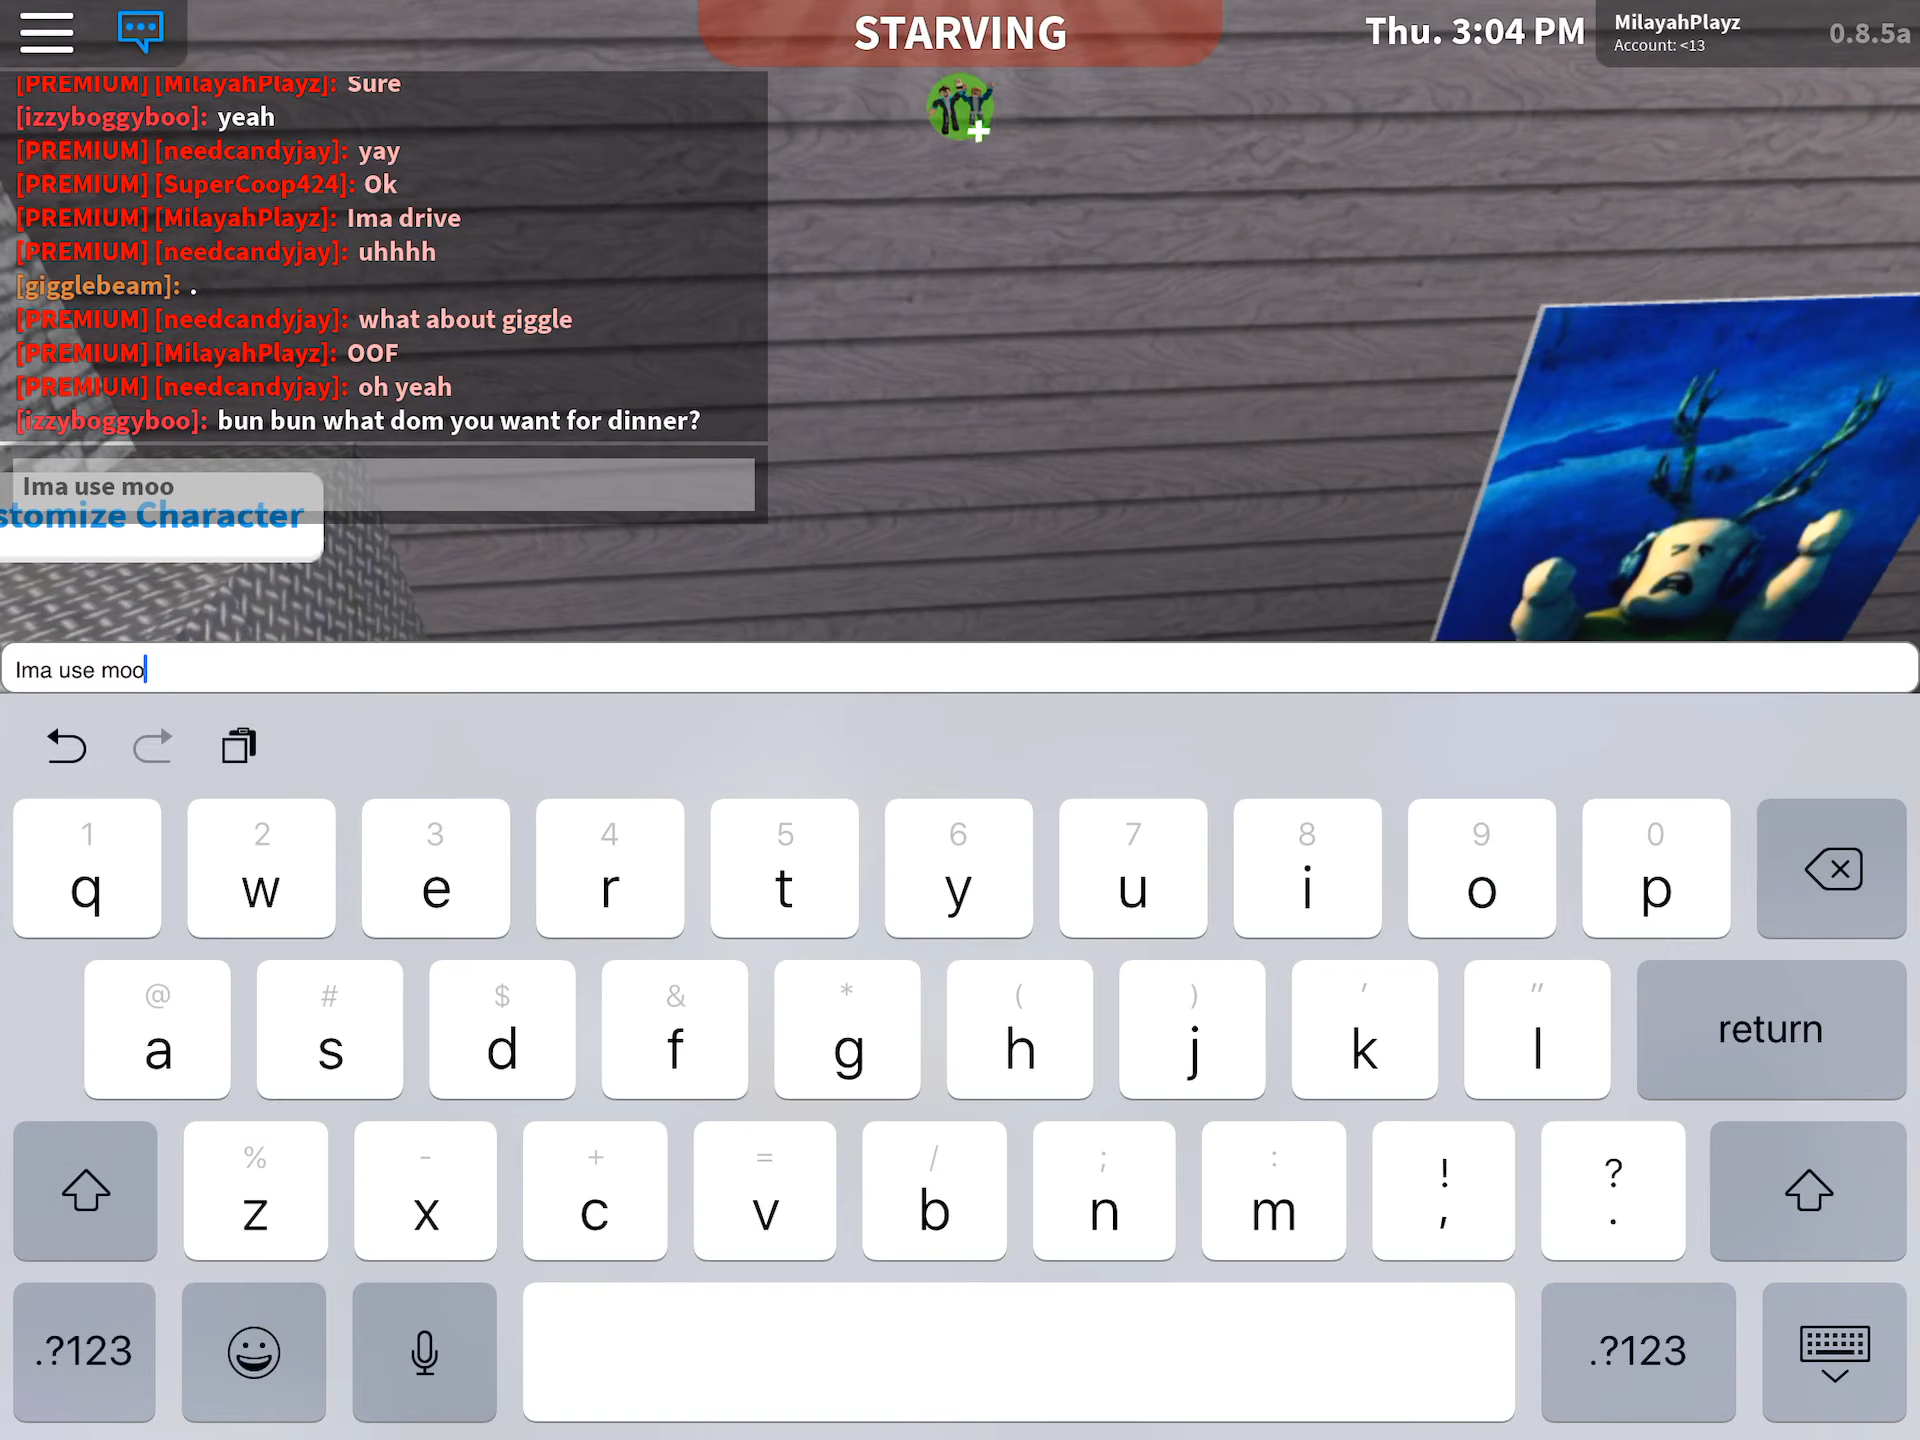 STARVING
Thu. 3:04 PM
MilayahPlayz
Account: <13
0.8.5a
[PREMIUM] [MilayahPlayz]: Sure
[izzyboggyboo]: yeah
[PREMIUM] [needcandyjay]: yay
[PREMIUM] [SuperCoop424]: Ok
[PREMIUM] [MilayahPlayz]: Ima drive
[PREMIUM] [needcandyjay]: uhhhh
[gigglebeam]: .
[PREMIUM] [needcandyjay]: what about giggle
[PREMIUM] [MilayahPlayz]: OOF
[PREMIUM] [needcandyjay]: oh yeah
[izzyboggyboo]: bun bun what dom you want for dinner?
Ima use moo
stomize Character
Ima use moo
1 2 3 4 5 6 7 8 9 0
q w e r t y u i o p
@ # $ & * ( ) ' "
a s d f g h j k l return
% - + = / ; : ! ?
z x c v b n m , .
.?123 .?123